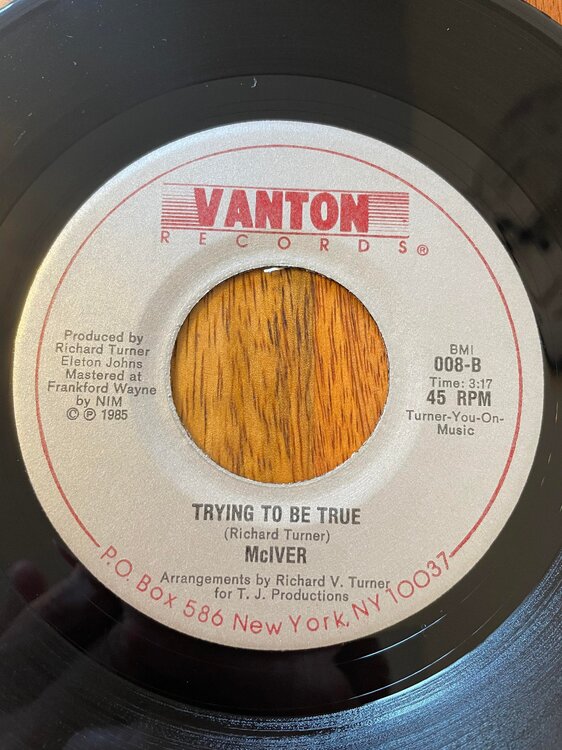 VANTON
RECORDS®
Produced by
Richard Turner
Eleton Johns
Mastered at
Frankford Wayne
by NIM
© ℗ 1985
BMI
008-B
Time: 3:17
45 RPM
Turner-You-On-
Music
TRYING TO BE TRUE
(Richard Turner)
McIVER
Arrangements by Richard V. Turner
for T. J. Productions
P.O. Box 586 New York, NY 10037